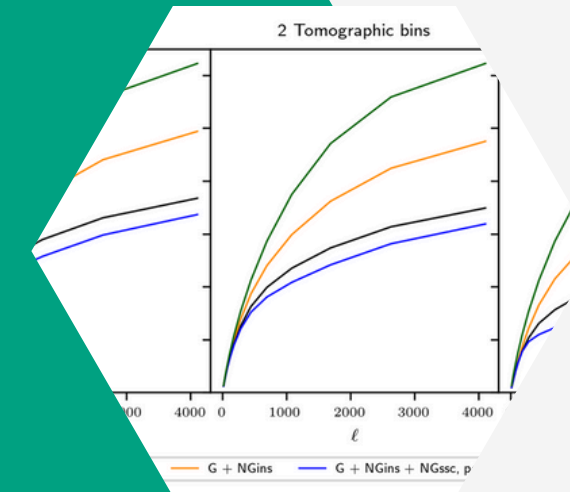 2 Tomographic bins
4000 0 1000 2000 3000 4000
ℓ
G + NGins G + NGins + NGssc,